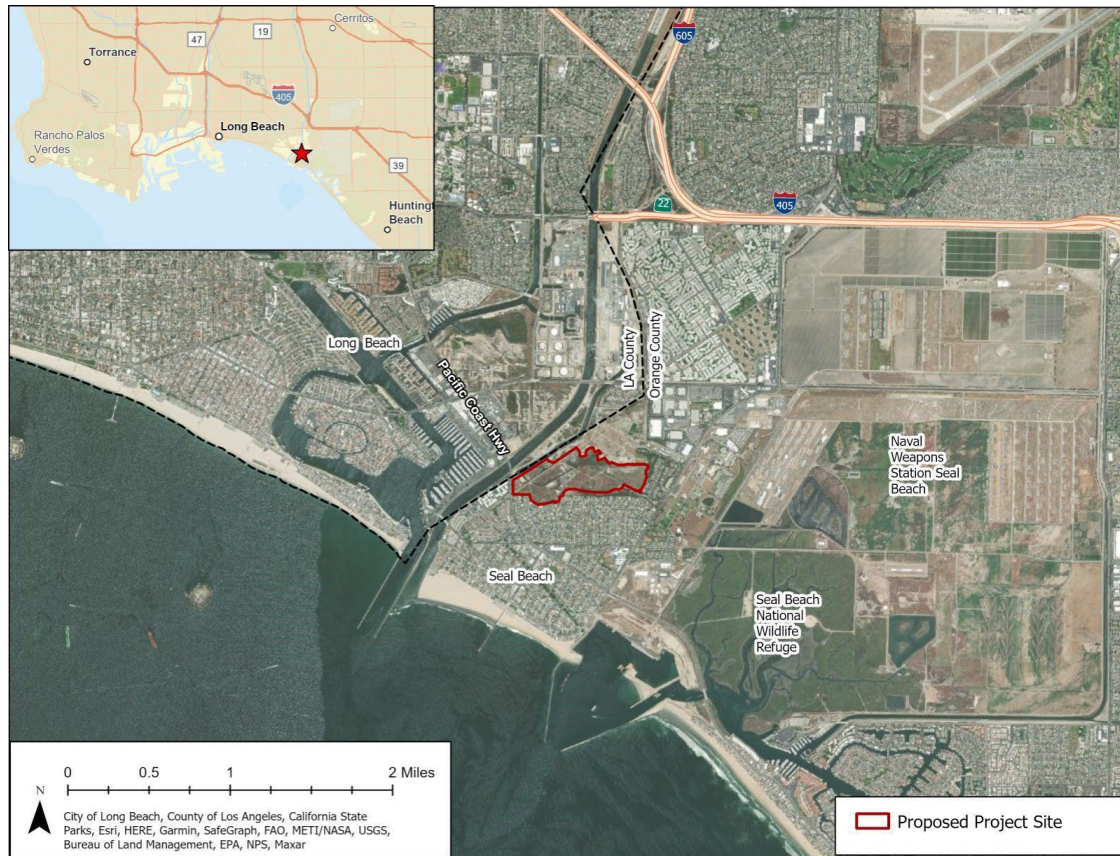 Cerritos
47
19
Torrance
405
Long Beach
Rancho Palos
Verdes
39
Huntingt
Beach
605
22
405
Long Beach
Pacific Coast Hwy
LA County
Orange County
Naval
Weapons
Station Seal
Beach
Seal Beach
Seal Beach
National
Wildlife
Refuge
0 0.5 1 2 Miles
N
City of Long Beach, County of Los Angeles, California State
Parks, Esri, HERE, Garmin, SafeGraph, FAO, METI/NASA, USGS,
Bureau of Land Management, EPA, NPS, Maxar
Proposed Project Site